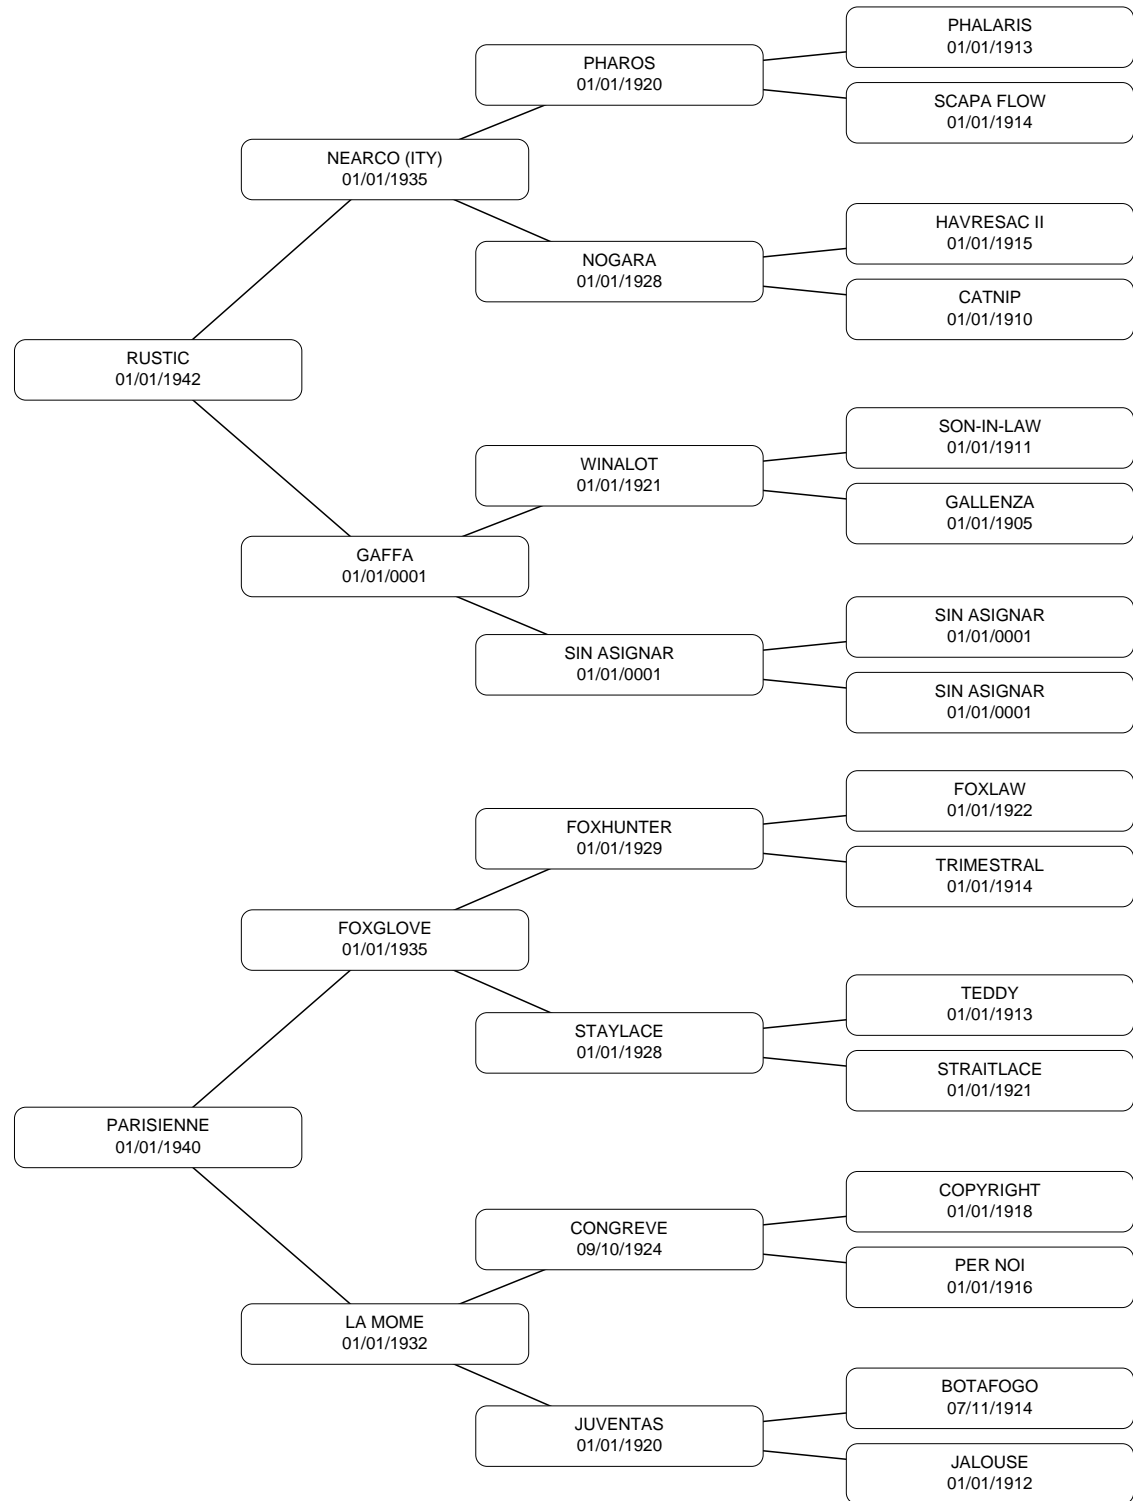 PHALARIS
01/01/1913
PHAROS
01/01/1920
SCAPA FLOW
01/01/1914
NEARCO (ITY)
01/01/1935
HAVRESAC II
01/01/1915
NOGARA
01/01/1928
CATNIP
01/01/1910
RUSTIC
01/01/1942
SON-IN-LAW
01/01/1911
WINALOT
01/01/1921
GALLENZA
01/01/1905
GAFFA
01/01/0001
SIN ASIGNAR
01/01/0001
SIN ASIGNAR
01/01/0001
SIN ASIGNAR
01/01/0001
FOXLAW
01/01/1922
FOXHUNTER
01/01/1929
TRIMESTRAL
01/01/1914
FOXGLOVE
01/01/1935
TEDDY
01/01/1913
STAYLACE
01/01/1928
STRAITLACE
01/01/1921
PARISIENNE
01/01/1940
COPYRIGHT
01/01/1918
CONGREVE
09/10/1924
PER NOI
01/01/1916
LA MOME
01/01/1932
BOTAFOGO
07/11/1914
JUVENTAS
01/01/1920
JALOUSE
01/01/1912